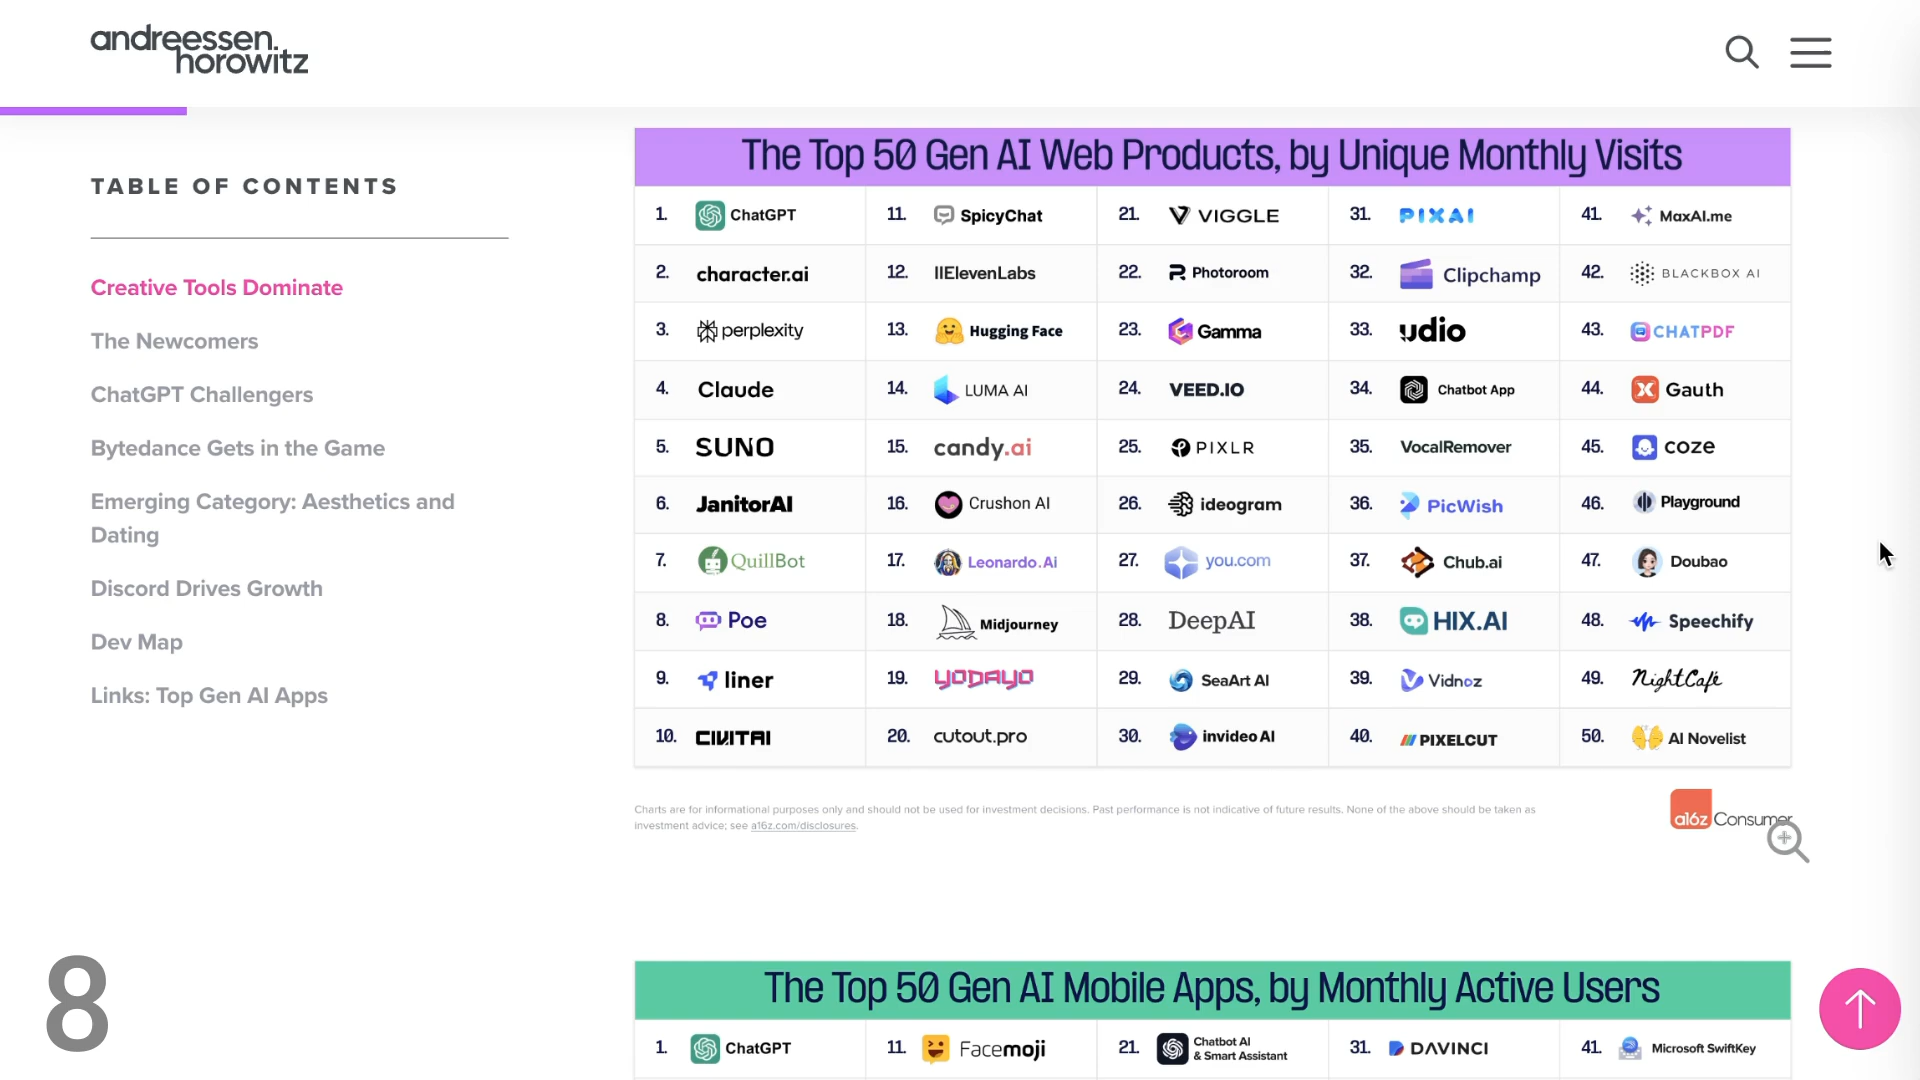 andreessen.
horowitz
TABLE OF CONTENTS
Creative Tools Dominate
The Newcomers
ChatGPT Challengers
Bytedance Gets in the Game
Emerging Category: Aesthetics and
Dating
Discord Drives Growth
Dev Map
Links: Top Gen AI Apps
8
The Top 50 Gen AI Web Products, by Unique Monthly Visits
1. ChatGPT 11. SpicyChat 21. VIGGLE 31. PIXAI 41. MaxAI.me
2. character.ai 12. IIElevenLabs 22. Photoroom 32. Clipchamp 42. BLACKBOX AI
3. perplexity 13. Hugging Face 23. Gamma 33. udio 43. CHATPDF
4. Claude 14. LUMA AI 24. VEED.IO 34. Chatbot App 44. Gauth
5. SUNO 15. candy.ai 25. PIXLR 35. VocalRemover 45. coze
6. JanitorAI 16. Crushon AI 26. ideogram 36. PicWish 46. Playground
7. QuillBot 17. Leonardo.Ai 27. you.com 37. Chub.ai 47. Doubao
8. Poe 18. Midjourney 28. DeepAI 38. HIX.AI 48. Speechify
9. liner 19. YODAYO 29. SeaArt AI 39. Vidnoz 49. NightCafé
10. CIVITAI 20. cutout.pro 30. invideo AI 40. PIXELCUT 50. AI Novelist
Charts are for informational purposes only and should not be used for investment decisions. Past performance is not indicative of future results. None of the above should be taken as
investment advice; see a16z.com/disclosures.
a16z Consumer
The Top 50 Gen AI Mobile Apps, by Monthly Active Users
1. ChatGPT 11. Facemoji 21. Chatbot AI & Smart Assistant 31. DAVINCI 41. Microsoft SwiftKey